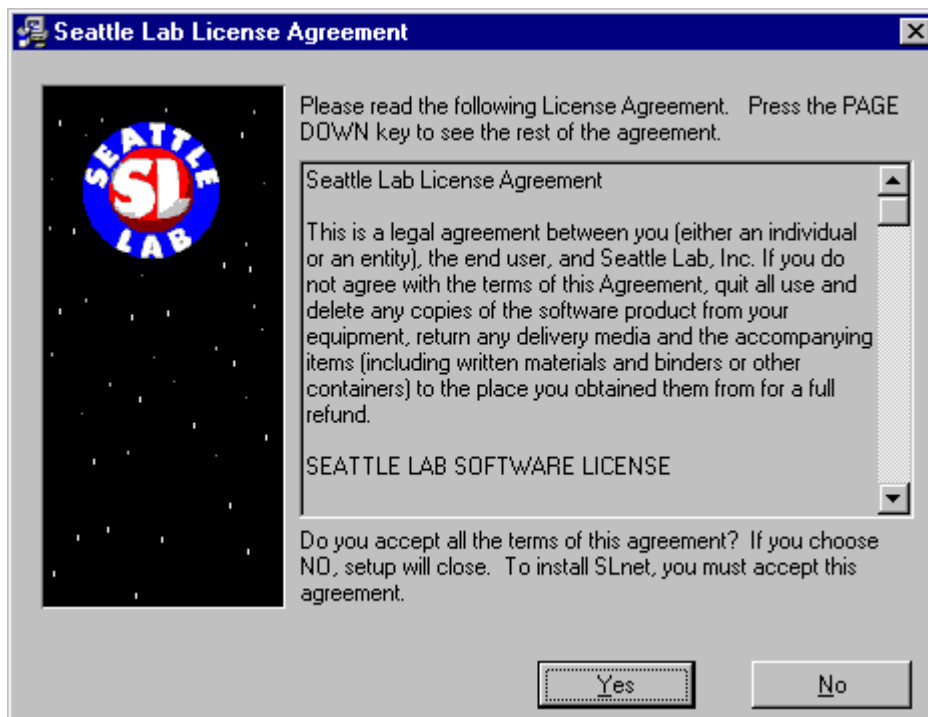 Seattle Lab License Agreement
SEATTLE
SL
LAB
Please read the following License Agreement.   Press the PAGE
DOWN key to see the rest of the agreement.
Seattle Lab License Agreement
This is a legal agreement between you (either an individual
or an entity), the end user, and Seattle Lab, Inc. If you do
not agree with the terms of this Agreement, quit all use and
delete any copies of the software product from your
equipment, return any delivery media and the accompanying
items (including written materials and binders or other
containers) to the place you obtained them from for a full
refund.
SEATTLE LAB SOFTWARE LICENSE
Do you accept all the terms of this agreement?  If you choose
NO, setup will close.  To install SLnet, you must accept this
agreement.
Yes
No